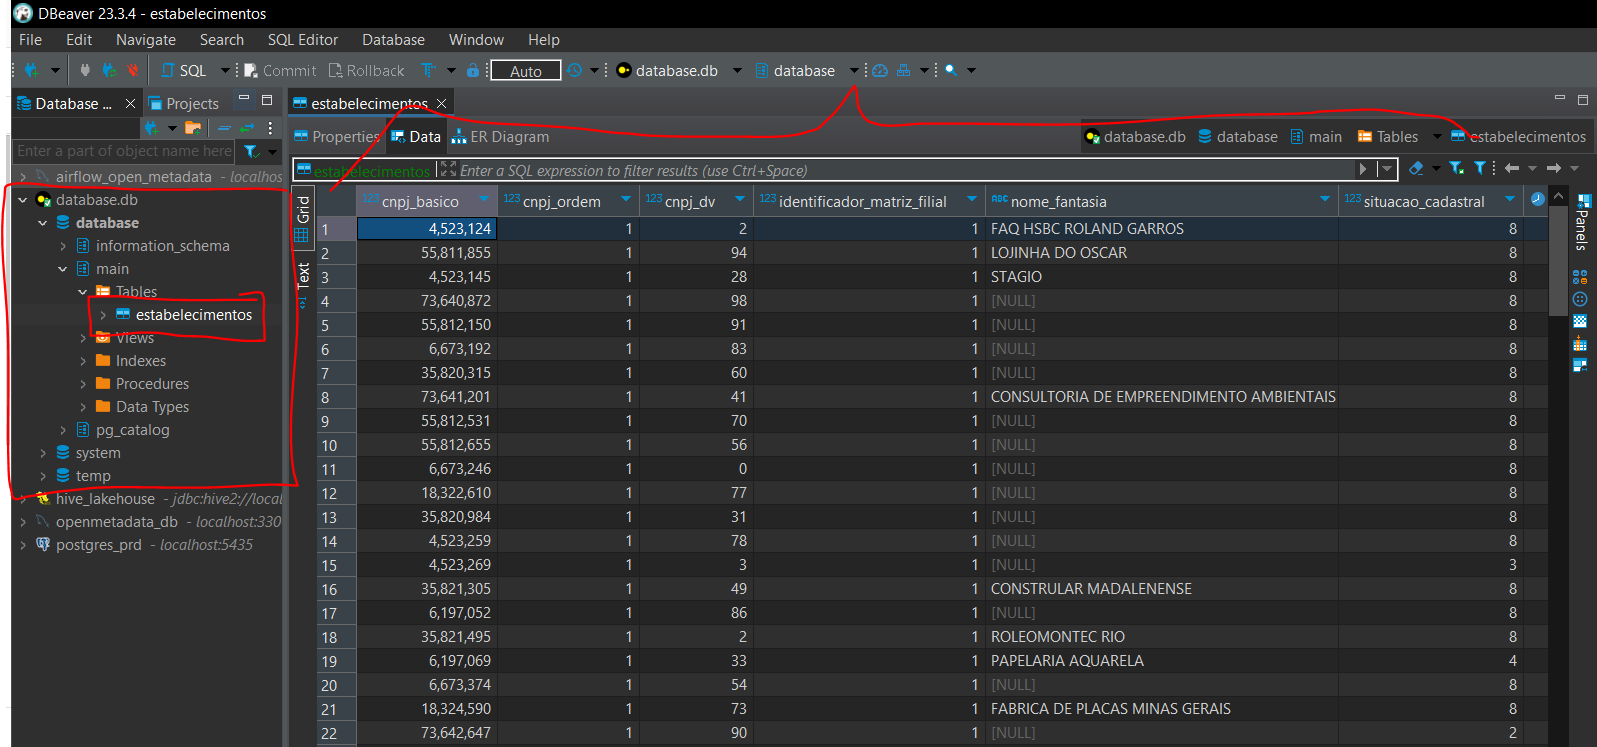 DBeaver 23.3.4 - estabelecimentos
File Edit Navigate Search SQL Editor Database Window Help
SQL Commit Rollback Auto database.db database
Database ... Projects
estabelecimentos
Properties Data ER Diagram database.db database main Tables estabelecimentos
Enter a part of object name here
estabelecimentos Enter a SQL expression to filter results (use Ctrl+Space)
airflow_open_metadata - localhos
database.db
database
information_schema
main
Tables
estabelecimentos
Views
Indexes
Procedures
Data Types
pg_catalog
system
temp
hive_lakehouse - jdbc:hive2://local
openmetadata_db - localhost:330
postgres_prd - localhost:5435
Grid
Text
123 cnpj_basico 123 cnpj_ordem 123 cnpj_dv 123 identificador_matriz_filial ABC nome_fantasia 123 situacao_cadastral
1 4,523,124 1 2 1 FAQ HSBC ROLAND GARROS 8
2 55,811,855 1 94 1 LOJINHA DO OSCAR 8
3 4,523,145 1 28 1 STAGIO 8
4 73,640,872 1 98 1 [NULL] 8
5 55,812,150 1 91 1 [NULL] 8
6 6,673,192 1 83 1 [NULL] 8
7 35,820,315 1 60 1 [NULL] 8
8 73,641,201 1 41 1 CONSULTORIA DE EMPREENDIMENTO AMBIENTAIS 8
9 55,812,531 1 70 1 [NULL] 8
10 55,812,655 1 56 1 [NULL] 8
11 6,673,246 1 0 1 [NULL] 8
12 18,322,610 1 77 1 [NULL] 8
13 35,820,984 1 31 1 [NULL] 8
14 4,523,259 1 78 1 [NULL] 8
15 4,523,269 1 3 1 [NULL] 3
16 35,821,305 1 49 1 CONSTRULAR MADALENENSE 8
17 6,197,052 1 86 1 [NULL] 8
18 35,821,495 1 2 1 ROLEOMONTEC RIO 8
19 6,197,069 1 33 1 PAPELARIA AQUARELA 4
20 6,673,374 1 54 1 [NULL] 8
21 18,324,590 1 73 1 FABRICA DE PLACAS MINAS GERAIS 8
22 73,642,647 1 90 1 [NULL] 2
Panels